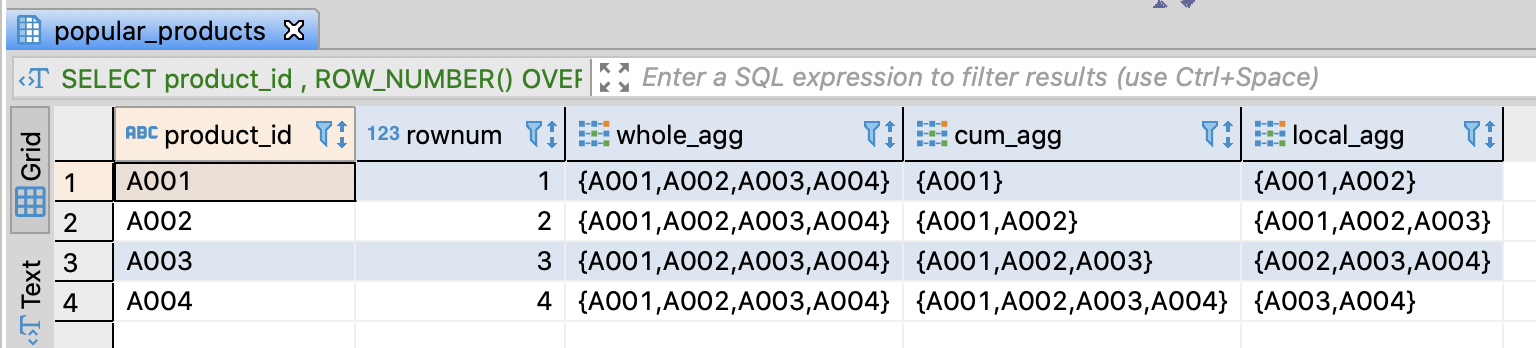 popular_products
SELECT product_id , ROW_NUMBER() OVER Enter a SQL expression to filter results (use Ctrl+Space)
Grid
Text
ABC product_id 123 rownum whole_agg cum_agg local_agg
1 A001 1 {A001,A002,A003,A004} {A001} {A001,A002}
2 A002 2 {A001,A002,A003,A004} {A001,A002} {A001,A002,A003}
3 A003 3 {A001,A002,A003,A004} {A001,A002,A003} {A002,A003,A004}
4 A004 4 {A001,A002,A003,A004} {A001,A002,A003,A004} {A003,A004}